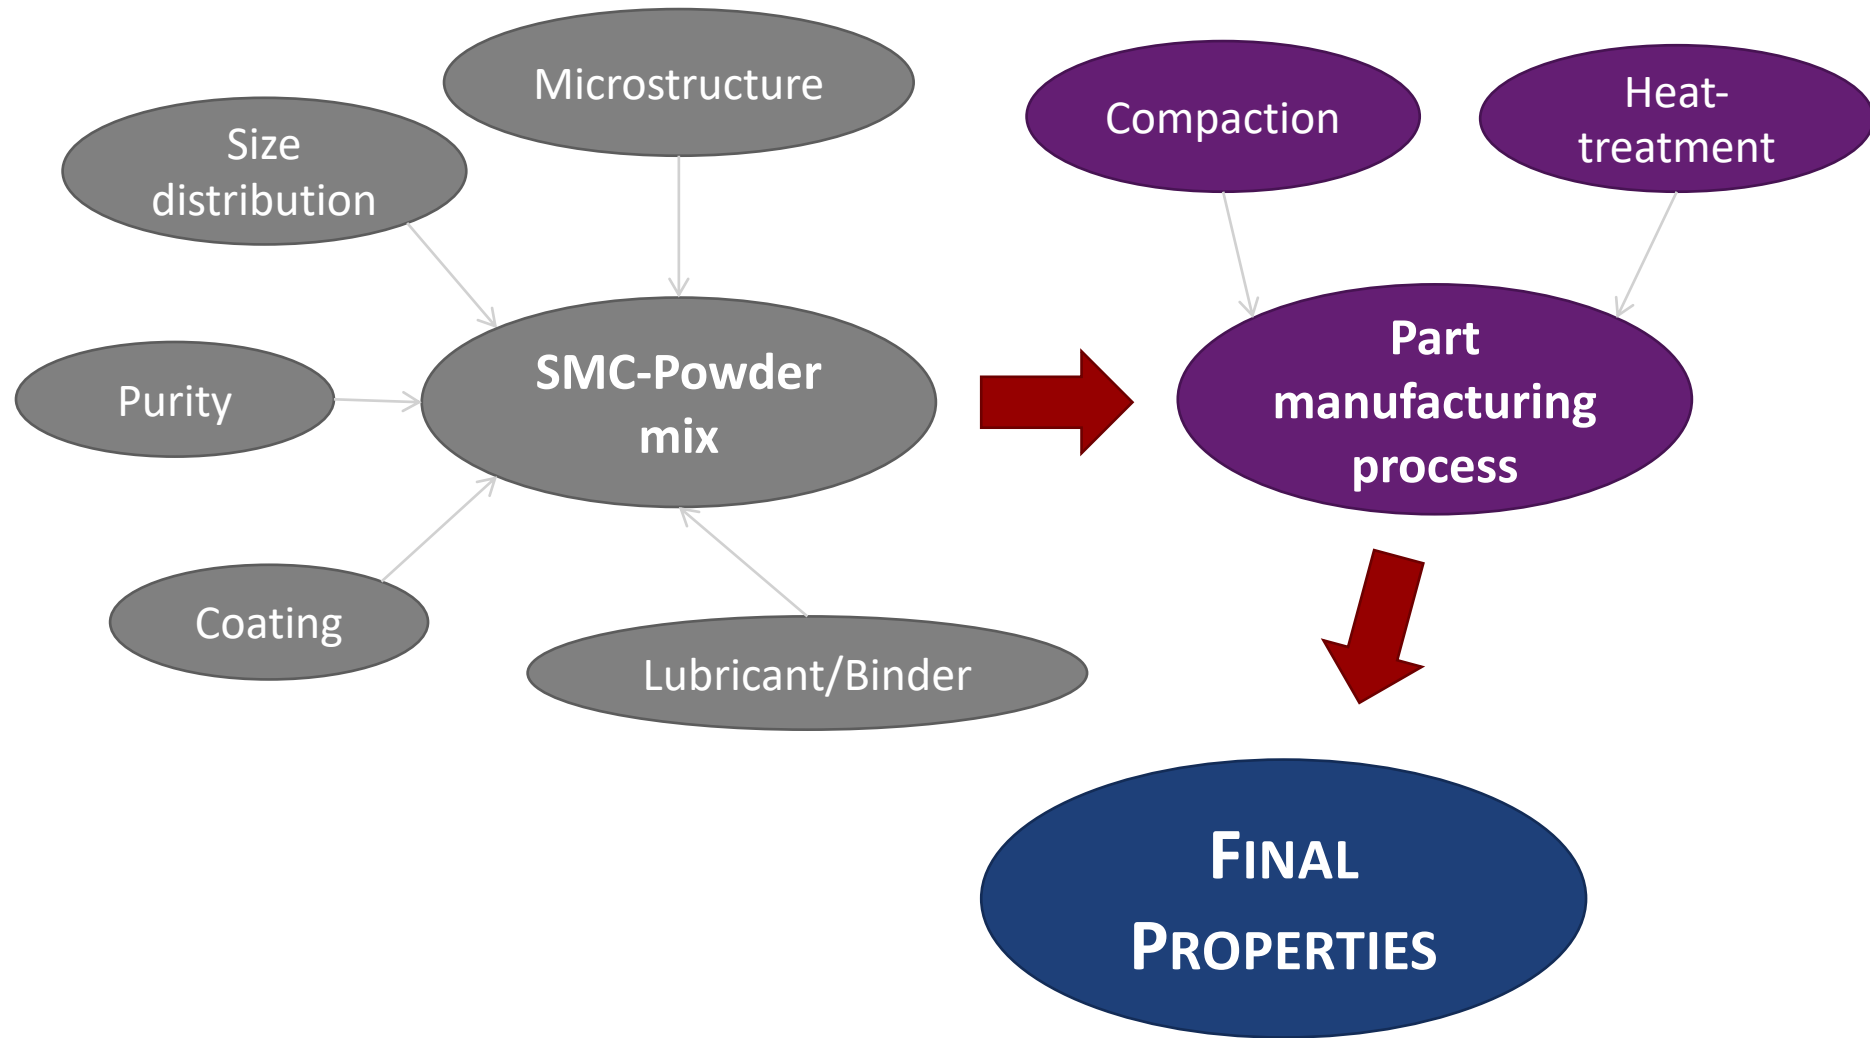 Microstructure
Size
distribution
Purity
Coating
Lubricant/Binder
SMC-Powder
mix
Compaction
Heat-
treatment
Part
manufacturing
process
FINAL
PROPERTIES